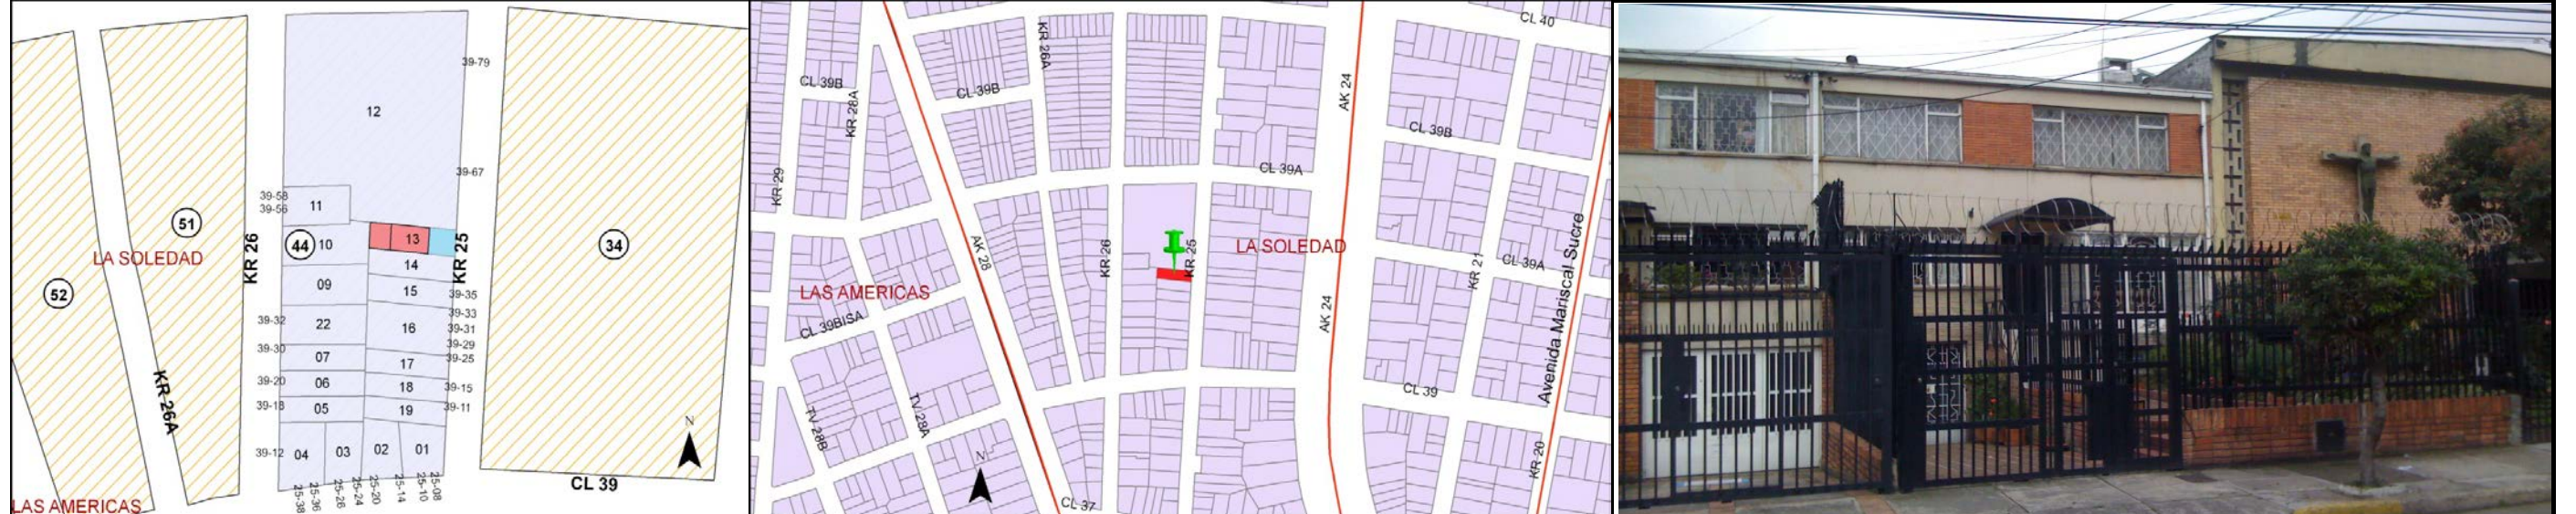 39-79
12
39-67
39-58
39-56
11
51
KR 26
44
10
13
KR 25
34
LA SOLEDAD
14
52
09
15
39-35
39-33
39-32
22
16
39-31
39-29
39-30
07
17
39-25
39-20
06
18
39-15
KR 26A
39-18
05
19
39-11
39-12
04
03
02
01
N
25-38
25-36
25-26
25-24
25-20
25-14
25-10
25-08
CL 39
LAS AMERICAS
CL 40
KR 26A
CL 39B
CL 39B
AK 24
KR 28A
CL 39B
CL 39A
KR 29
AK 28
KR 26
KR 25
LA SOLEDAD
KR 21
CL 39A
Avenida Mariscal Sucre
LAS AMERICAS
CL 39BISA
AK 24
CL 39
TV 28B
TV 28A
N
KR 20
CL 37